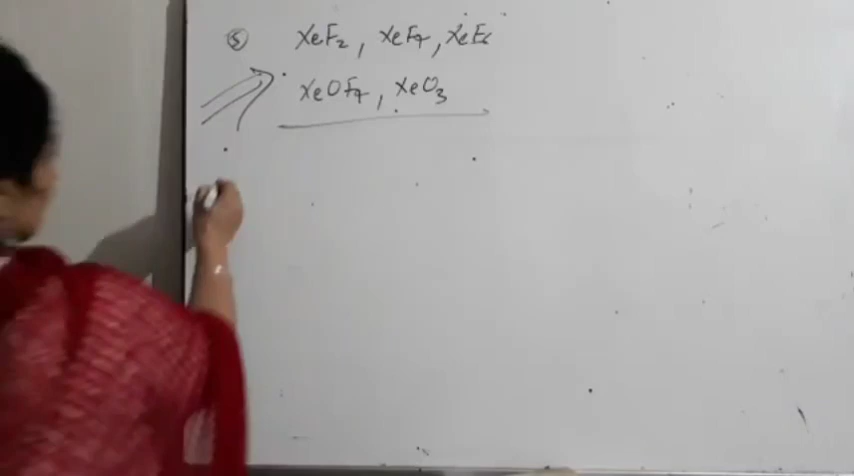 ⑤ XeF₂, XeF₄, XeF₆
XeOF₄, XeO₃